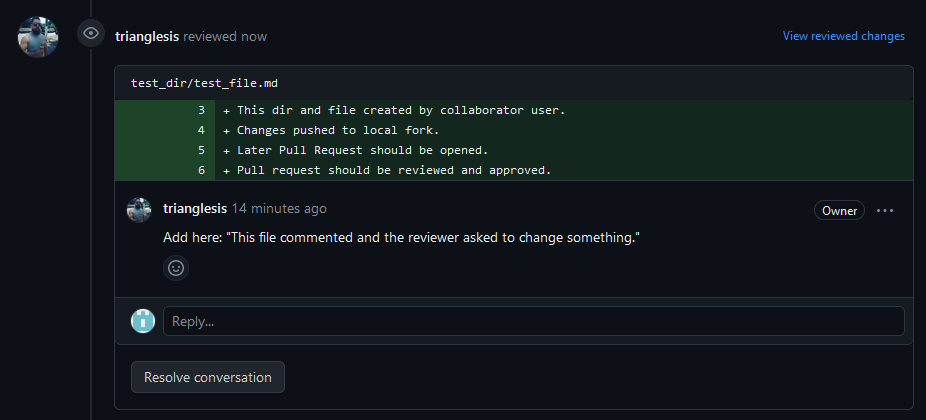 trianglesis reviewed now
View reviewed changes
test_dir/test_file.md
3 + This dir and file created by collaborator user.
4 + Changes pushed to local fork.
5 + Later Pull Request should be opened.
6 + Pull request should be reviewed and approved.
trianglesis 14 minutes ago
Owner
Add here: "This file commented and the reviewer asked to change something."
Reply...
Resolve conversation